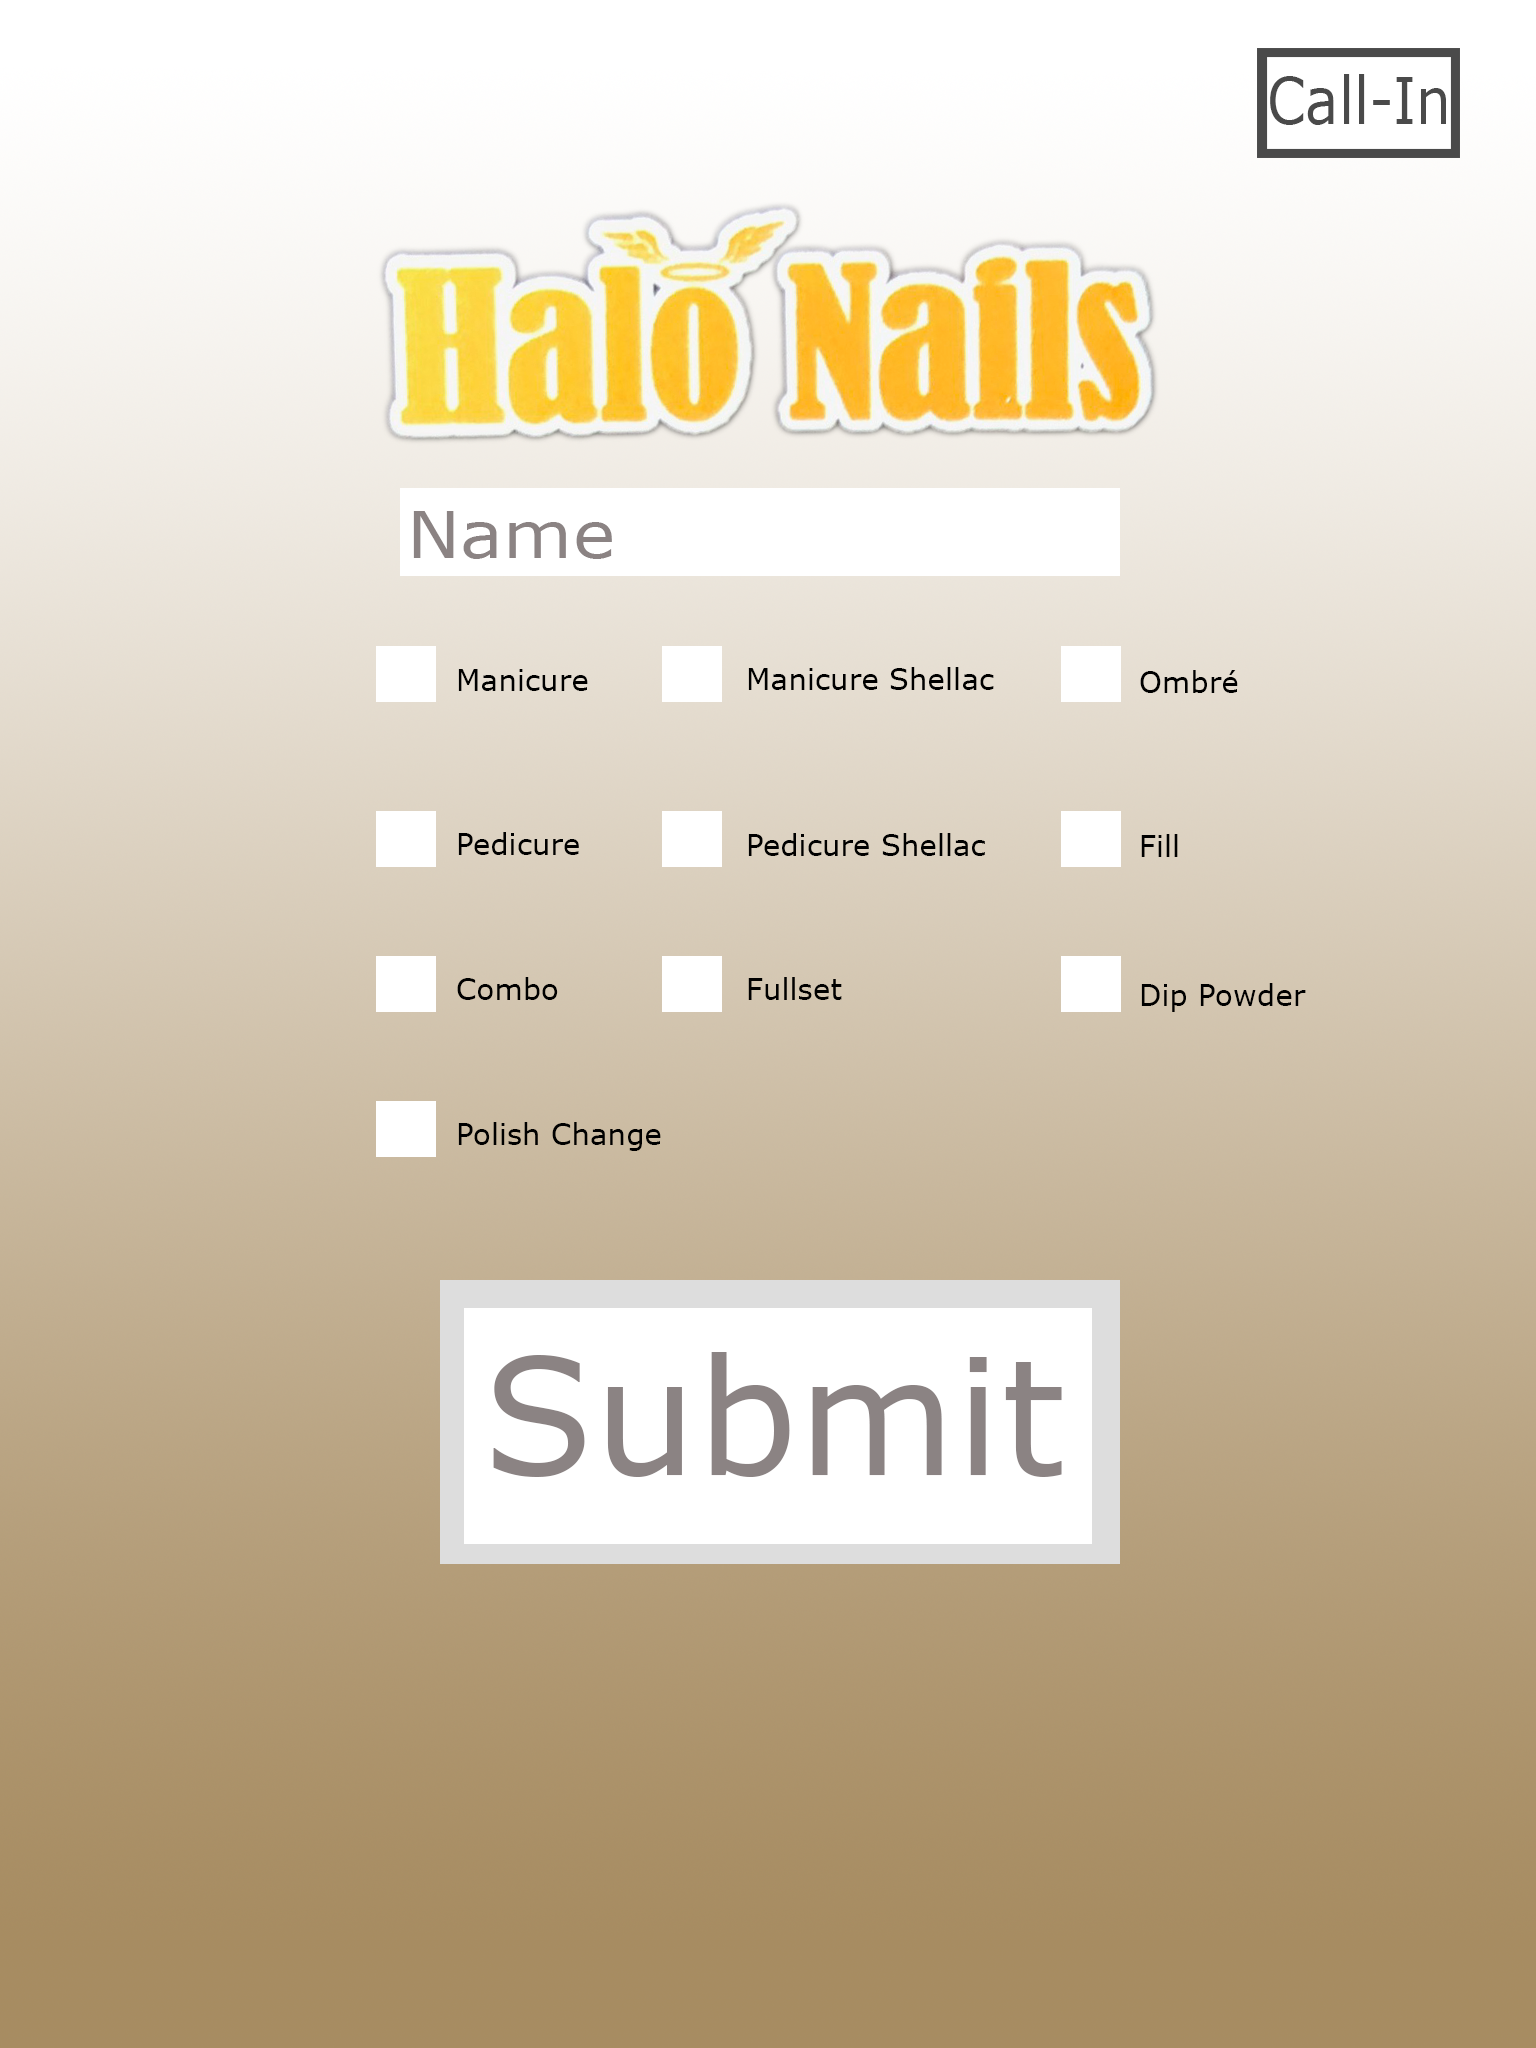 Call-In
Halo Nails
Name
Manicure
Manicure Shellac
Ombré
Pedicure
Pedicure Shellac
Fill
Combo
Fullset
Dip Powder
Polish Change
Submit